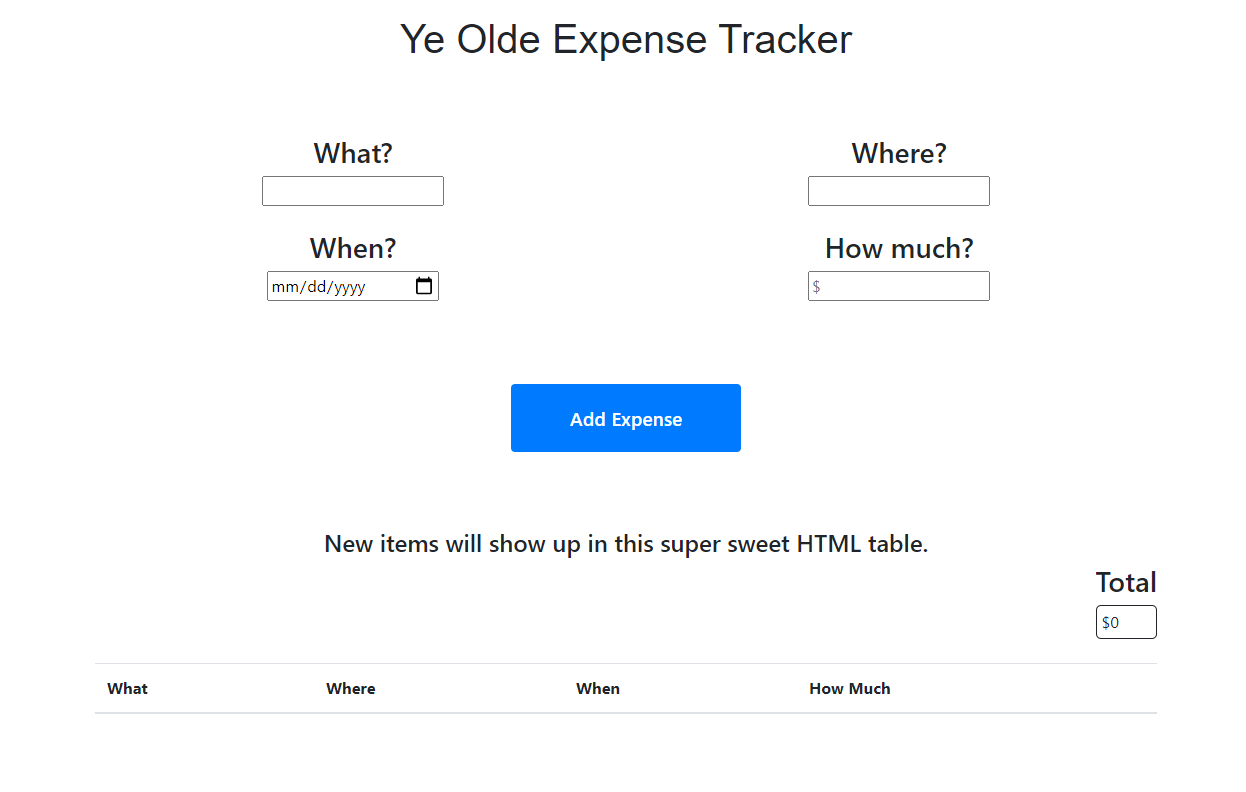 Ye Olde Expense Tracker
What?
Where?
When?
How much?
mm/dd/yyyy
$
Add Expense
New items will show up in this super sweet HTML table.
Total
$0
What Where When How Much